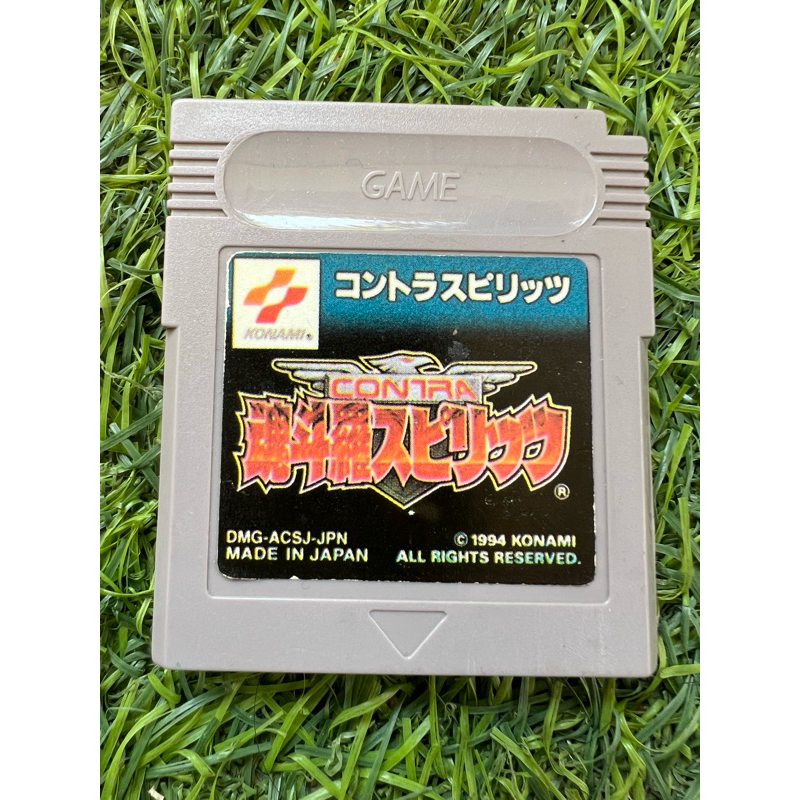 GAME
KONAMI®
コントラスピリッツ
CONTRA
魂斗羅スピリッツ
®
DMG-ACSJ-JPN
MADE IN JAPAN
© 1994 KONAMI
ALL RIGHTS RESERVED.